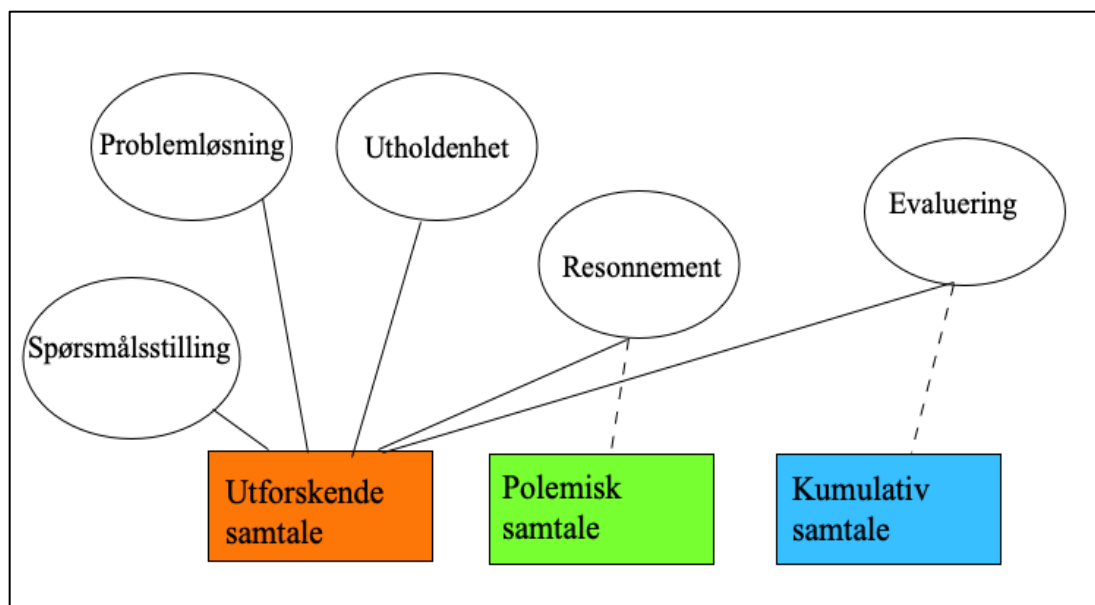 Problemløsning
Utholdenhet
Evaluering
Resonnement
Spørsmålsstilling
Utforskende
samtale
Polemisk
samtale
Kumulativ
samtale